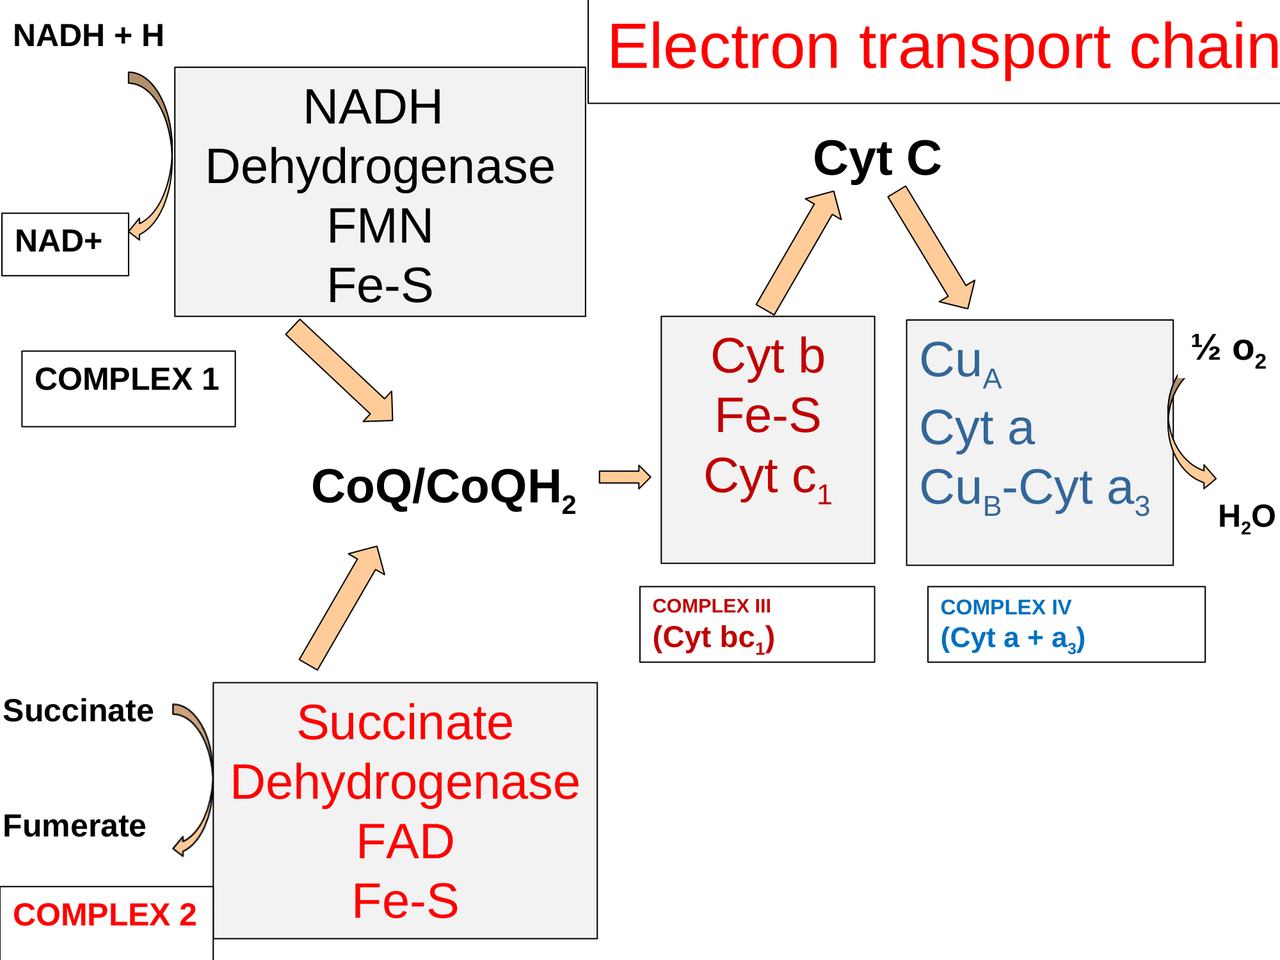 Electron transport chain
NADH + H
NADH
Dehydrogenase
FMN
Fe-S
NAD+
COMPLEX 1
CoQ/CoQH₂
Cyt C
Cyt b
Fe-S
Cyt c₁
COMPLEX III
(Cyt bc₁)
Cu_A
Cyt a
Cu_B-Cyt a₃
COMPLEX IV
(Cyt a + a₃)
½ o₂
H₂O
Succinate
Fumerate
Succinate
Dehydrogenase
FAD
Fe-S
COMPLEX 2